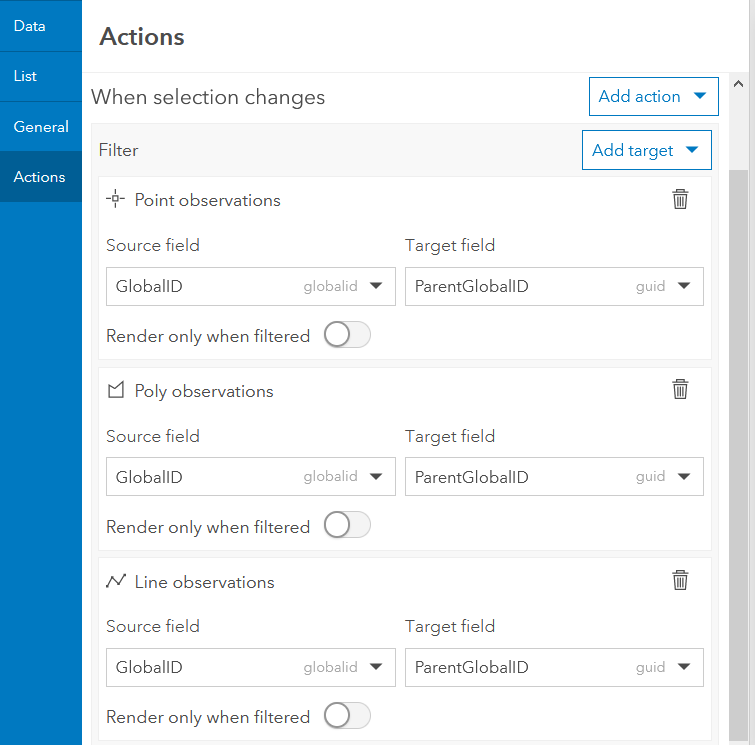 Data
List
General
Actions
Actions
When selection changes
Add action
Filter
Add target
Point observations
Source field
Target field
GlobalID globalid
ParentGlobalID guid
Render only when filtered
Poly observations
Source field
Target field
GlobalID globalid
ParentGlobalID guid
Render only when filtered
Line observations
Source field
Target field
GlobalID globalid
ParentGlobalID guid
Render only when filtered